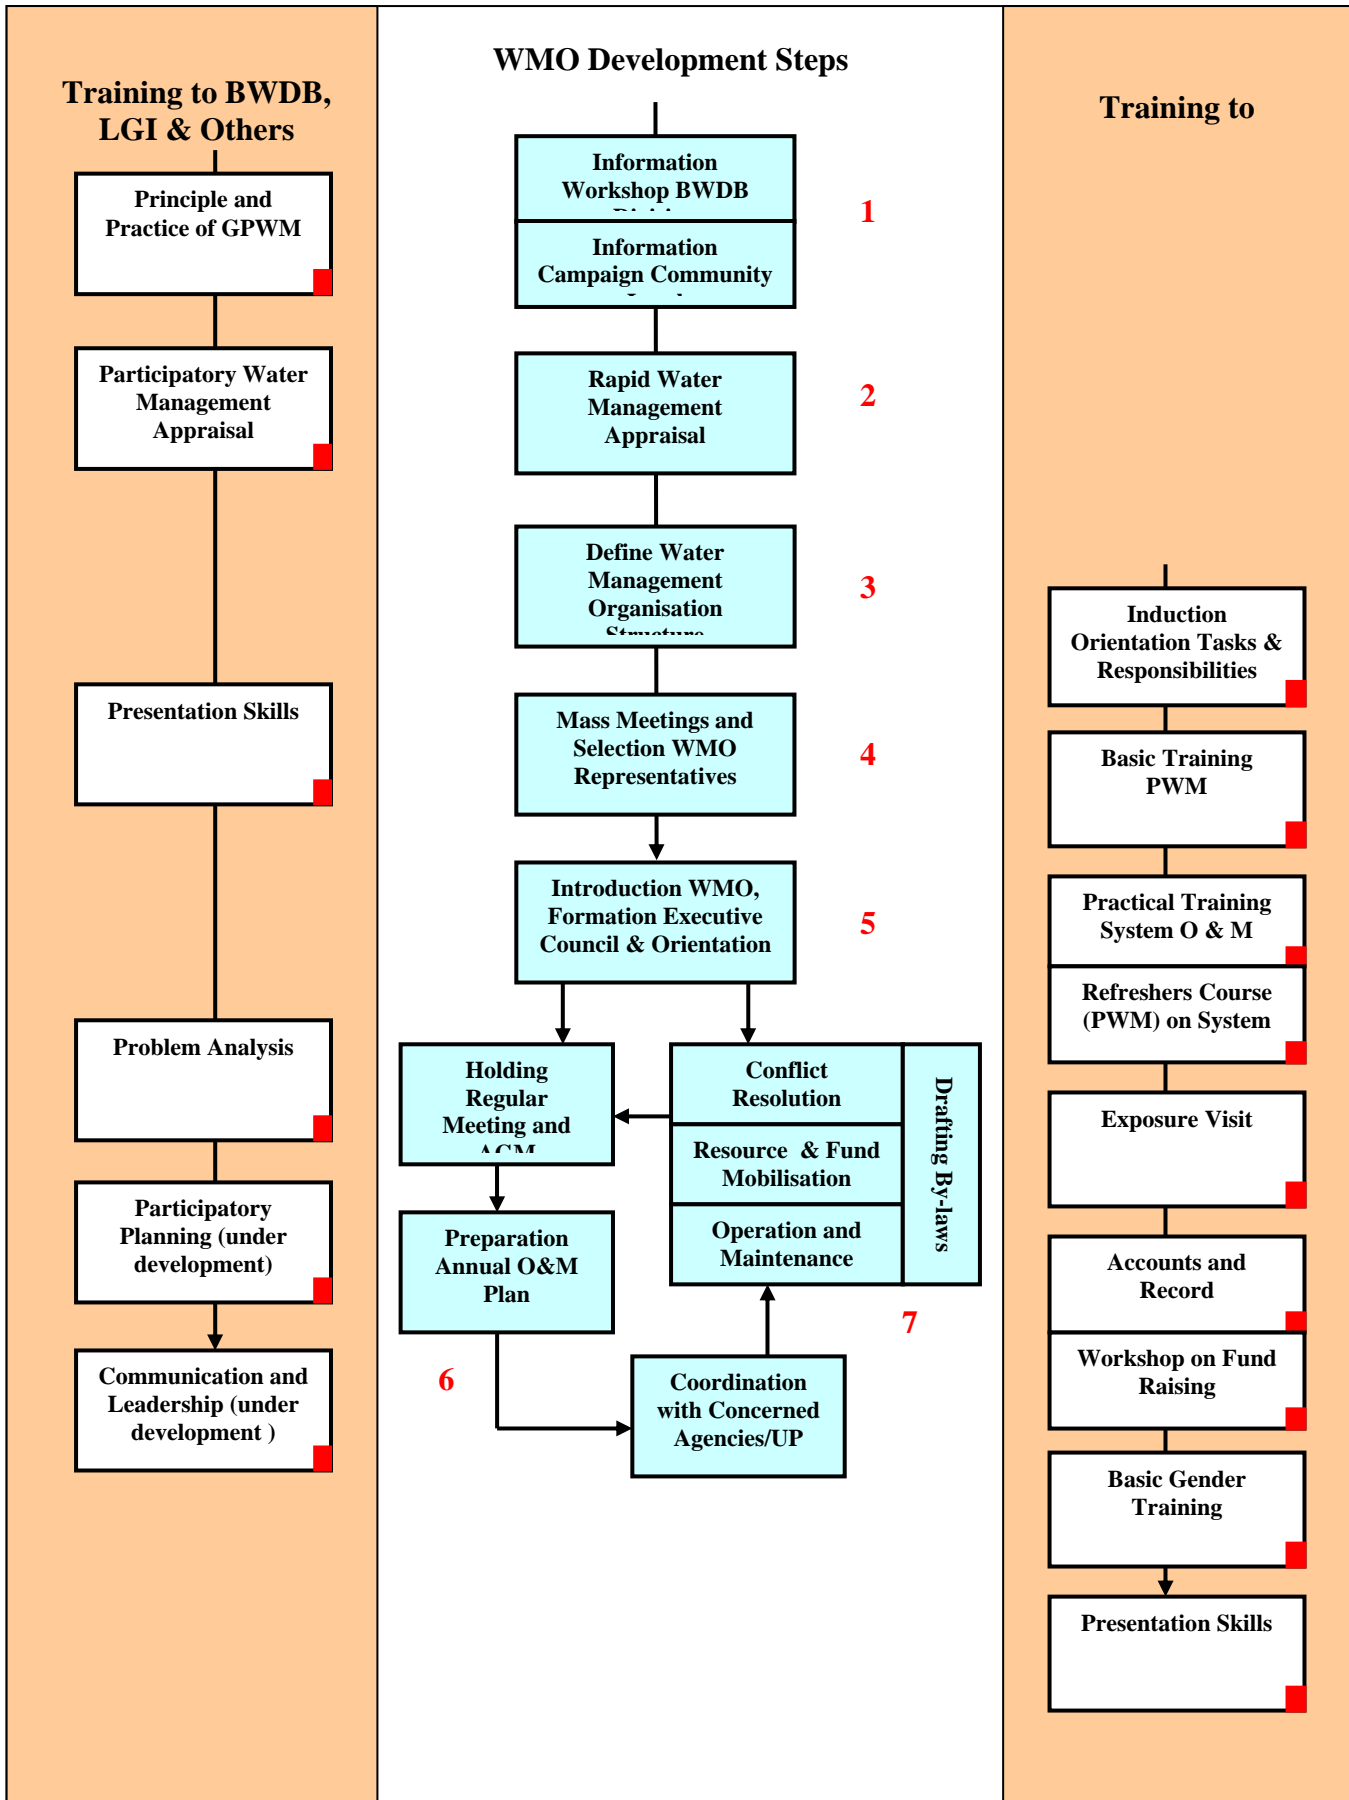 Training to BWDB,
LGI & Others
Principle and
Practice of GPWM
Participatory Water
Management
Appraisal
Presentation Skills
Problem Analysis
Participatory
Planning (under
development)
Communication and
Leadership (under
development )
WMO Development Steps
Information
Workshop BWDB
Information
Campaign Community
1
Rapid Water
Management
Appraisal
2
Define Water
Management
Organisation
Structure
3
Mass Meetings and
Selection WMO
Representatives
4
Introduction WMO,
Formation Executive
Council & Orientation
5
Holding
Regular
Meeting and
AGM
Conflict
Resolution
Resource & Fund
Mobilisation
Operation and
Maintenance
Drafting By-laws
Preparation
Annual O&M
Plan
7
6
Coordination
with Concerned
Agencies/UP
Training to
Induction
Orientation Tasks &
Responsibilities
Basic Training
PWM
Practical Training
System O & M
Refreshers Course
(PWM) on System
Exposure Visit
Accounts and
Record
Workshop on Fund
Raising
Basic Gender
Training
Presentation Skills